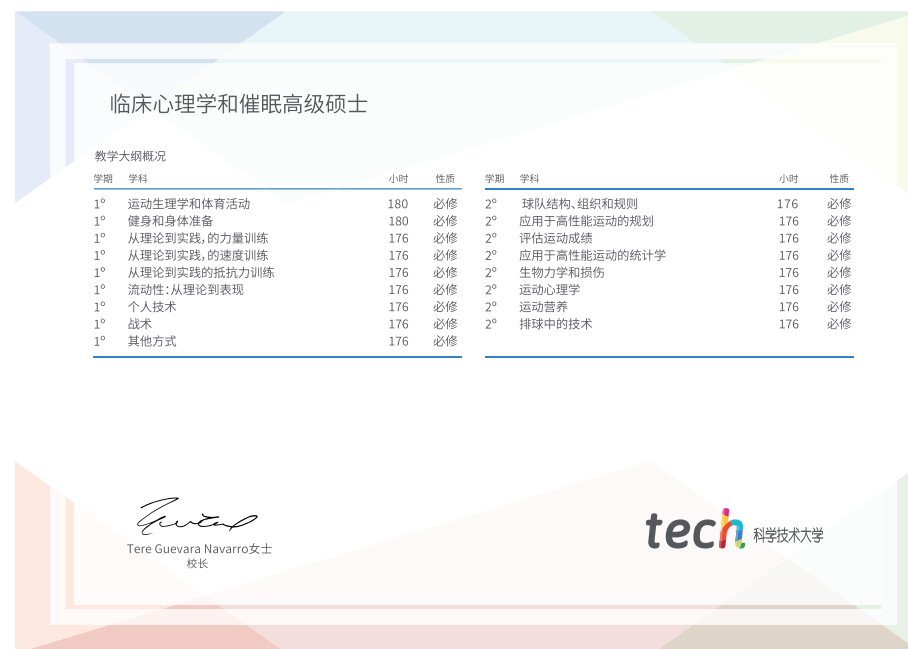 临床心理学和催眠高级硕士
教学大纲概况
学期 学科 小时 性质
1º 运动生理学和体育活动 180 必修
1º 健身和身体准备 180 必修
1º 从理论到实践，的力量训练 176 必修
1º 从理论到实践，的速度训练 176 必修
1º 从理论到实践的抵抗力训练 176 必修
1º 流动性：从理论到表现 176 必修
1º 个人技术 176 必修
1º 战术 176 必修
1º 其他方式 176 必修
学期 学科 小时 性质
2º 球队结构、组织和规则 176 必修
2º 应用于高性能运动的规划 176 必修
2º 评估运动成绩 176 必修
2º 应用于高性能运动的统计学 176 必修
2º 生物力学和损伤 176 必修
2º 运动心理学 176 必修
2º 运动营养 176 必修
2º 排球中的技术 176 必修
Tere Guevara Navarro女士
校长
tech 科学技术大学